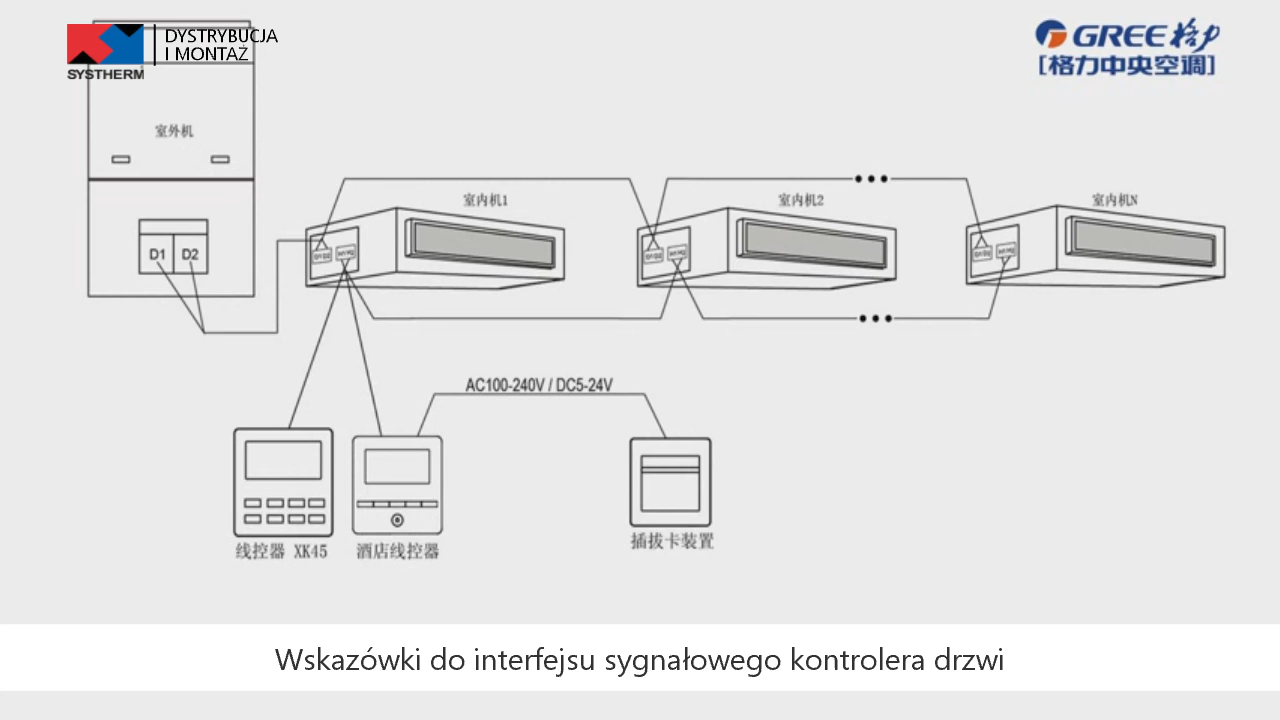 SYSTHERM
DYSTRYBUCJA
I MONTAŻ
GREE格力
[格力中央空调]
室外机
D1 D2
室内机1
室内机2
室内机N
AC100-240V / DC5-24V
线控器 XK45
酒店线控器
插拔卡装置
Wskazówki do interfejsu sygnałowego kontrolera drzwi